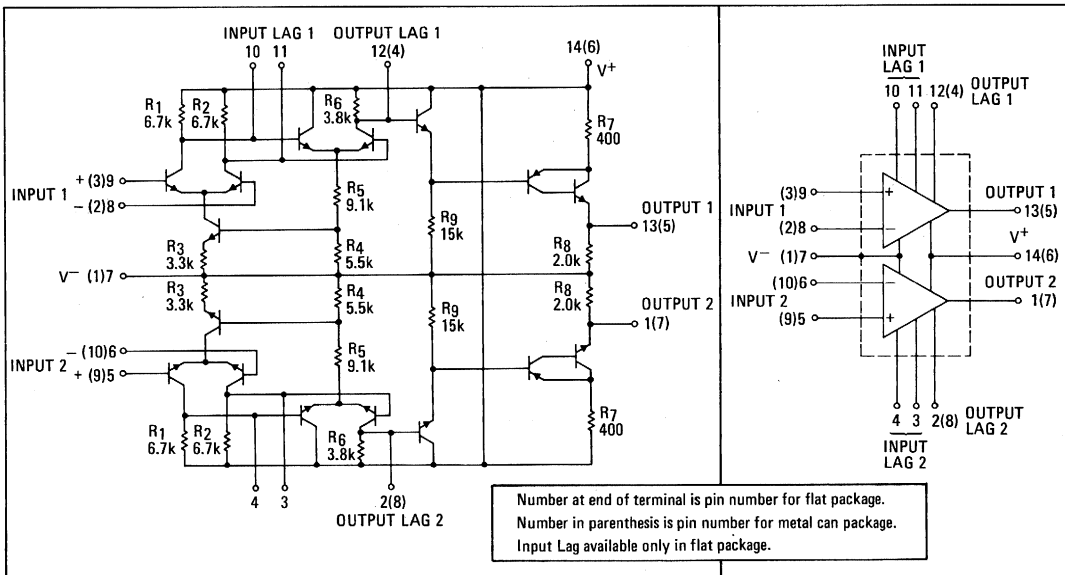 INPUT LAG 1
10 11
OUTPUT LAG 1
12(4)
14(6)
V+
R1
6.7k
R2
6.7k
R6
3.8k
R7
400
+ (3)9
INPUT 1
− (2)8
R5
9.1k
R9
15k
OUTPUT 1
13(5)
R3
3.3k
R4
5.5k
R8
2.0k
V− (1)7
R3
3.3k
R4
5.5k
R9
15k
R8
2.0k
OUTPUT 2
1(7)
− (10)6
INPUT 2
+ (9)5
R5
9.1k
R1
6.7k
R2
6.7k
R6
3.8k
R7
400
4 3
2(8)
OUTPUT LAG 2
INPUT
LAG 1
10 11 12(4)
OUTPUT
LAG 1
(3)9
+
INPUT 1
(2)8
−
OUTPUT 1
13(5)
V+
14(6)
V− (1)7
(10)6
−
INPUT 2
(9)5
+
OUTPUT 2
1(7)
4 3 2(8)
OUTPUT
LAG 2
INPUT
LAG 2
Number at end of terminal is pin number for flat package.
Number in parenthesis is pin number for metal can package.
Input Lag available only in flat package.